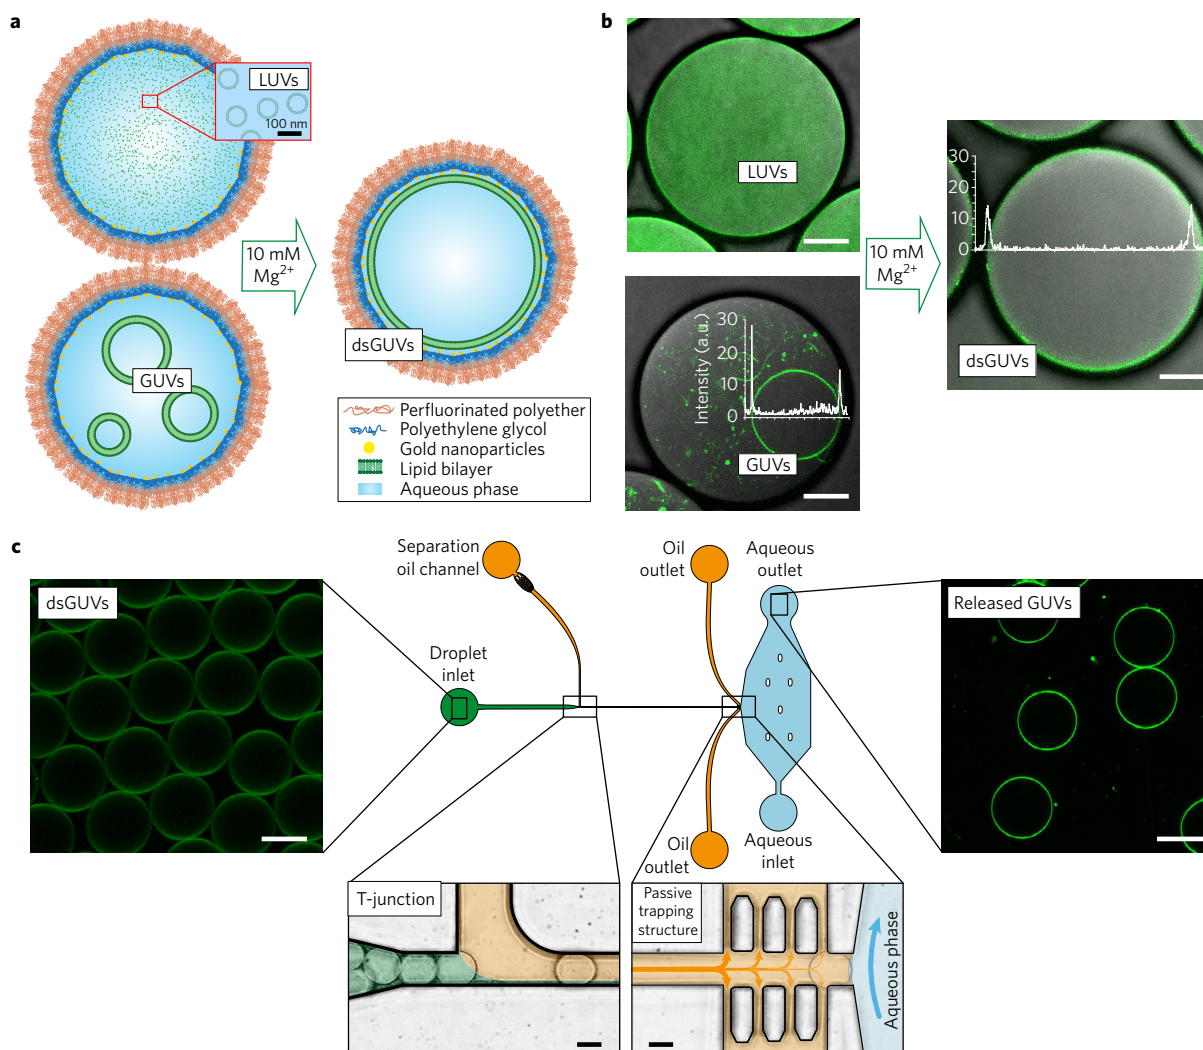 a
LUVs
100 nm
10 mM
Mg2+
GUVs
dsGUVs
Perfluorinated polyether
Polyethylene glycol
Gold nanoparticles
Lipid bilayer
Aqueous phase
b
LUVs
30
20
10
0
Intensity (a.u.)
GUVs
10 mM
Mg2+
30
20
10
0
dsGUVs
c
dsGUVs
Separation
oil channel
Droplet
inlet
Oil
outlet
Aqueous
outlet
Released GUVs
Oil
outlet
Aqueous
inlet
T-junction
Passive
trapping
structure
Aqueous phase